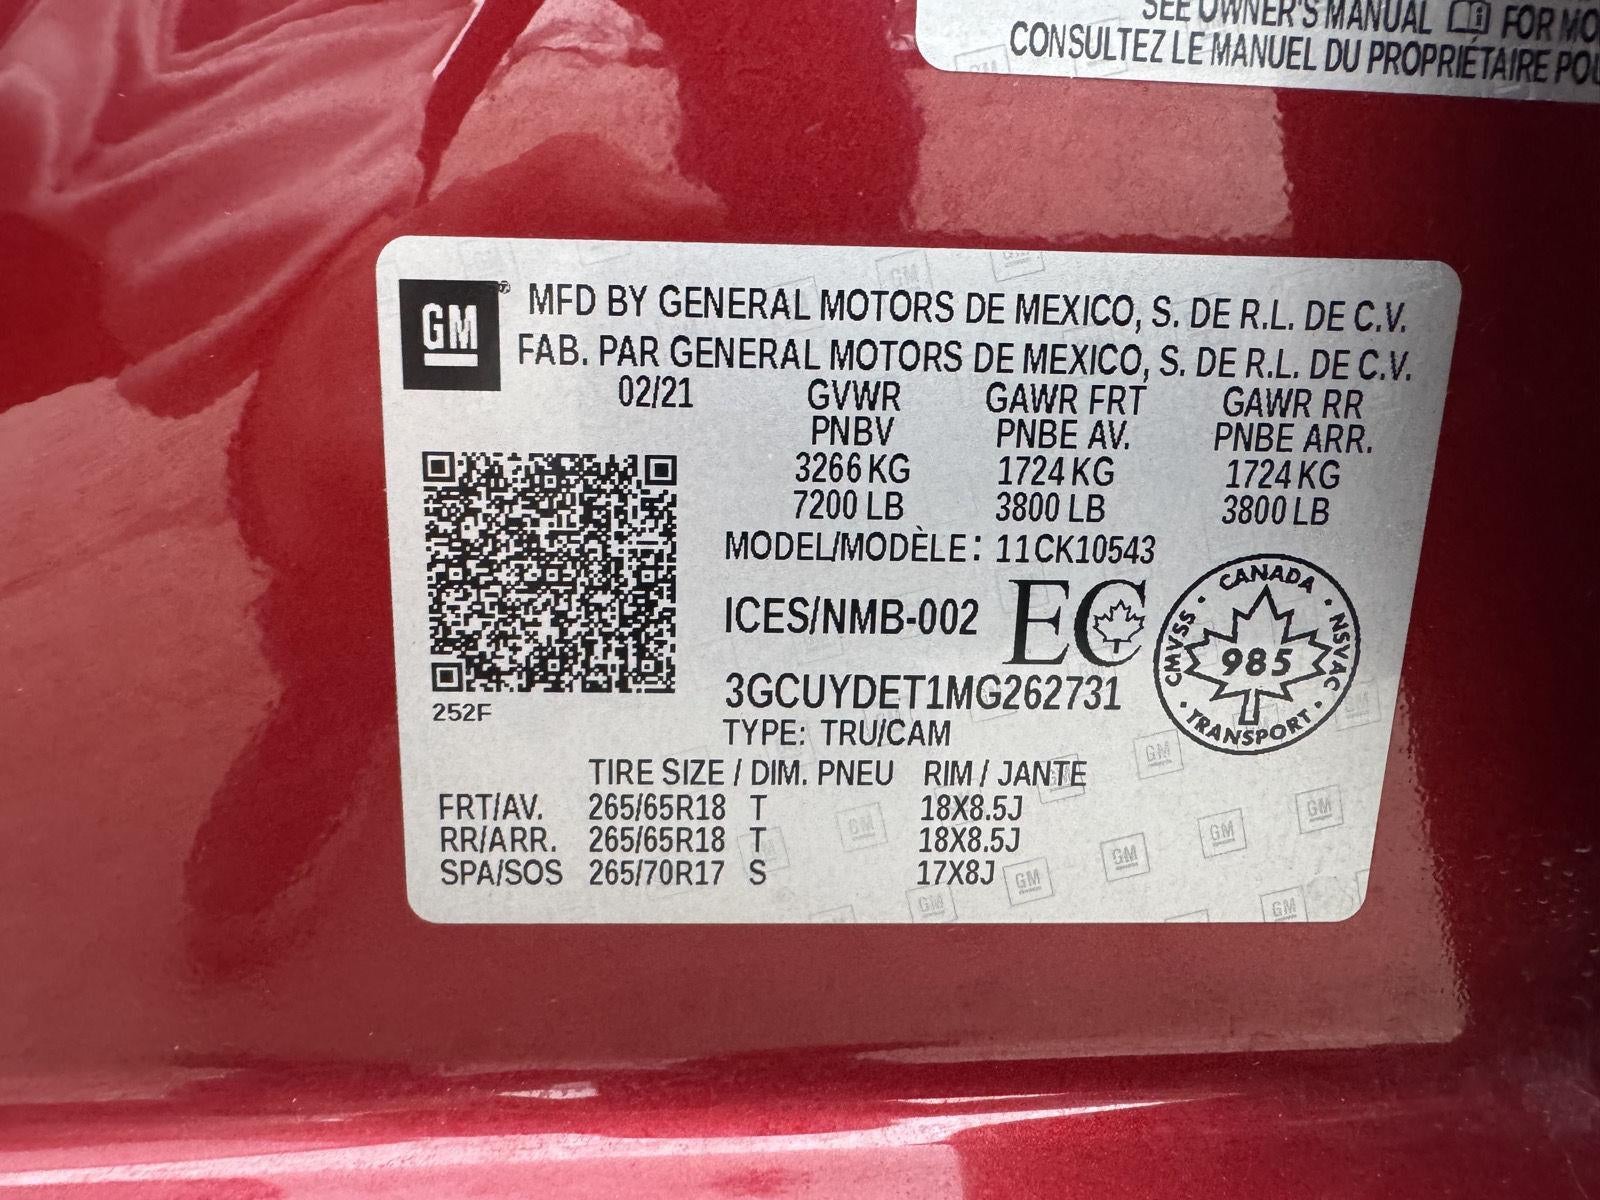 SEE OWNER'S MANUAL FOR
CONSULTEZ LE MANUEL DU PROPRIÉTAIRE
GM
MFD BY GENERAL MOTORS DE MEXICO, S. DE R.L. DE C.V.
FAB. PAR GENERAL MOTORS DE MEXICO, S. DE R.L. DE C.V.
02/21 GVWR GAWR FRT GAWR RR
PNBV PNBE AV. PNBE ARR.
3266 KG 1724 KG 1724 KG
7200 LB 3800 LB 3800 LB
MODEL/MODÈLE: 11CK10543
ICES/NMB-002 EC
3GCUYDET1MG262731
TYPE: TRU/CAM
CANADA
CMVSS · NSVAC
985
TRANSPORT
252F
TIRE SIZE / DIM. PNEU RIM / JANTE
FRT/AV. 265/65R18 T 18X8.5J
RR/ARR. 265/65R18 T 18X8.5J
SPA/SOS 265/70R17 S 17X8J